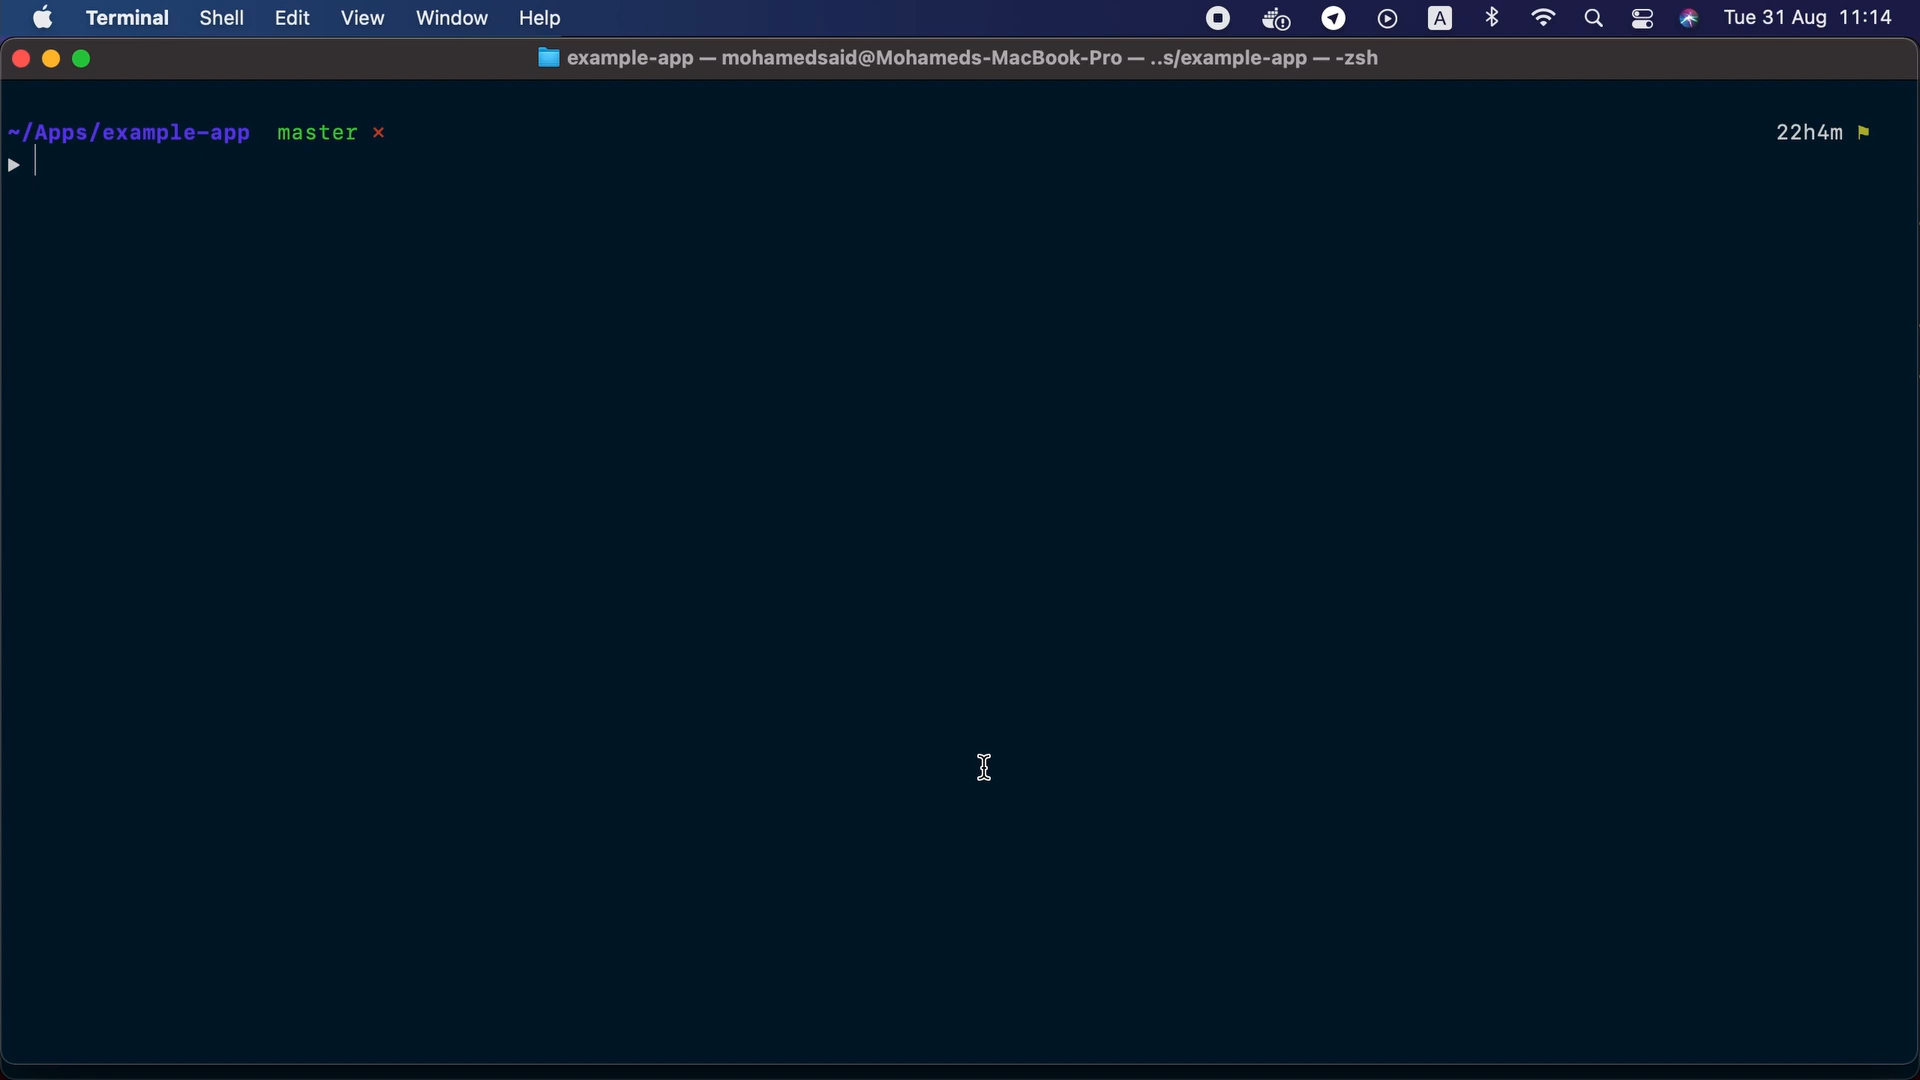 Terminal Shell Edit View Window Help A Tue 31 Aug 11:14
example-app — mohamedsaid@Mohameds-MacBook-Pro — ..s/example-app — -zsh
~/Apps/example-app master × 22h4m